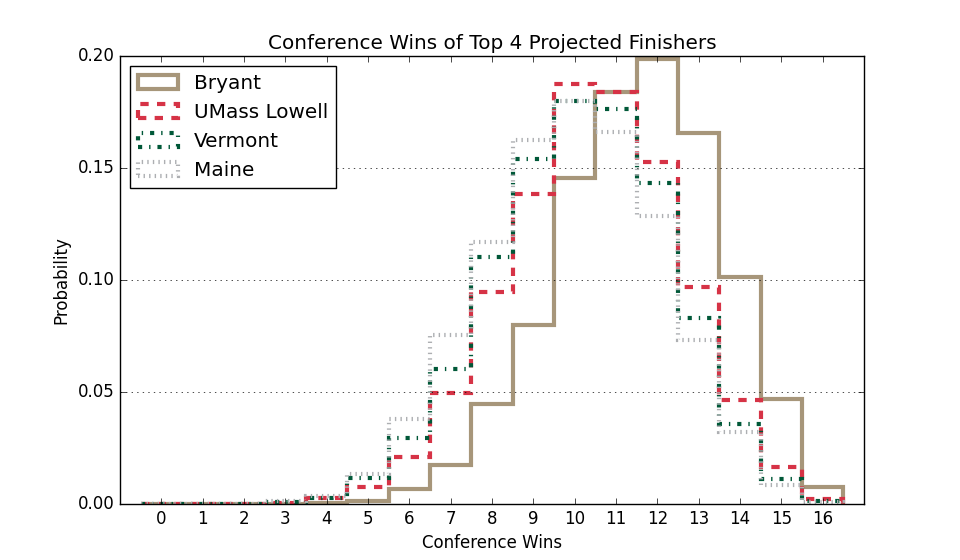 Conference Wins of Top 4 Projected Finishers
0.20
Bryant
UMass Lowell
Vermont
Maine
0.15
0.10
0.05
0.00
Probability
0 1 2 3 4 5 6 7 8 9 10 11 12 13 14 15 16
Conference Wins